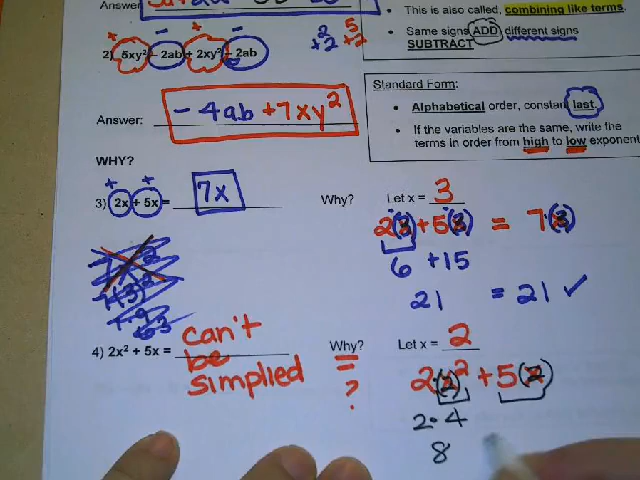 Answer
This is also called, combining like terms.
Same signs ADD different signs
SUBTRACT
+ - + -
2) 5xy² - 2ab + 2xy² - 2ab
2 5
+2 +2
Standard Form:
Alphabetical order, constant last.
If the variables are the same, write the
terms in order from high to low exponent
Answer: - 4ab + 7xy²
WHY?
+ +
3) 2x + 5x = 7x Why? Let x = 3
2(3) + 5(3) = 7·(3)
6 + 15
21 = 21 ✓
4) 2x² + 5x = can't be simplied Why? Let x = 2
?
2·(2)² + 5(2)
2·4
8